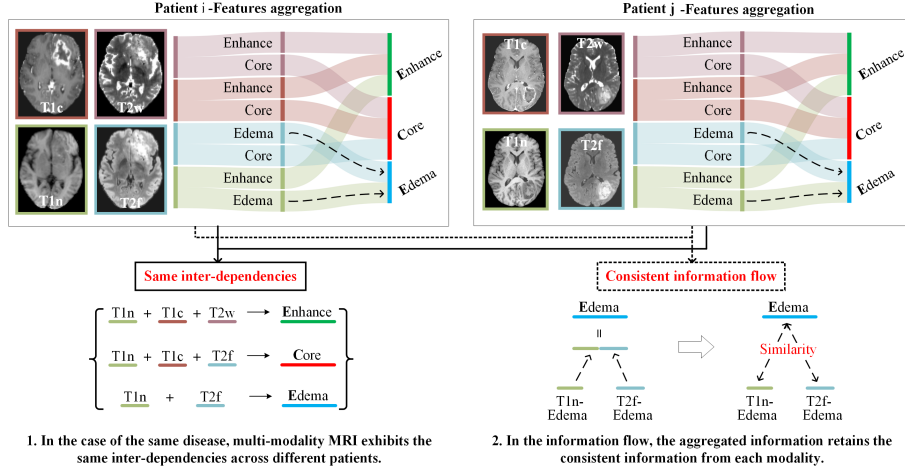 Patient i -Features aggregation
T1c
T2w
T1n
T2f
Enhance
Core
Enhance
Core
Edema
Core
Enhance
Edema
Enhance
Core
Edema
Patient j -Features aggregation
T1c
T2w
T1n
T2f
Enhance
Core
Enhance
Core
Edema
Core
Enhance
Edema
Enhance
Core
Edema
Same inter-dependencies
T1n + T1c + T2w Enhance
T1n + T1c + T2f Core
T1n + T2f Edema
1. In the case of the same disease, multi-modality MRI exhibits the
same inter-dependencies across different patients.
Consistent information flow
Edema
=
T1n-
Edema
T2f-
Edema
Edema
Similarity
T1n-
Edema
T2f-
Edema
2. In the information flow, the aggregated information retains the
consistent information from each modality.